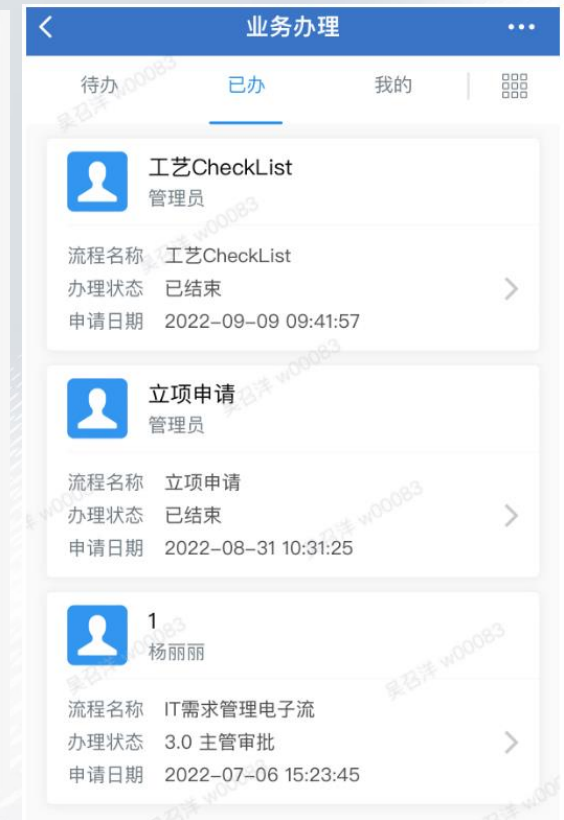 业务办理
待办 已办 我的
工艺CheckList
管理员
流程名称 工艺CheckList
办理状态 已结束
申请日期 2022-09-09 09:41:57
立项申请
管理员
流程名称 立项申请
办理状态 已结束
申请日期 2022-08-31 10:31:25
1
杨丽丽
流程名称 IT需求管理电子流
办理状态 3.0 主管审批
申请日期 2022-07-06 15:23:45
吴召洋 w00083